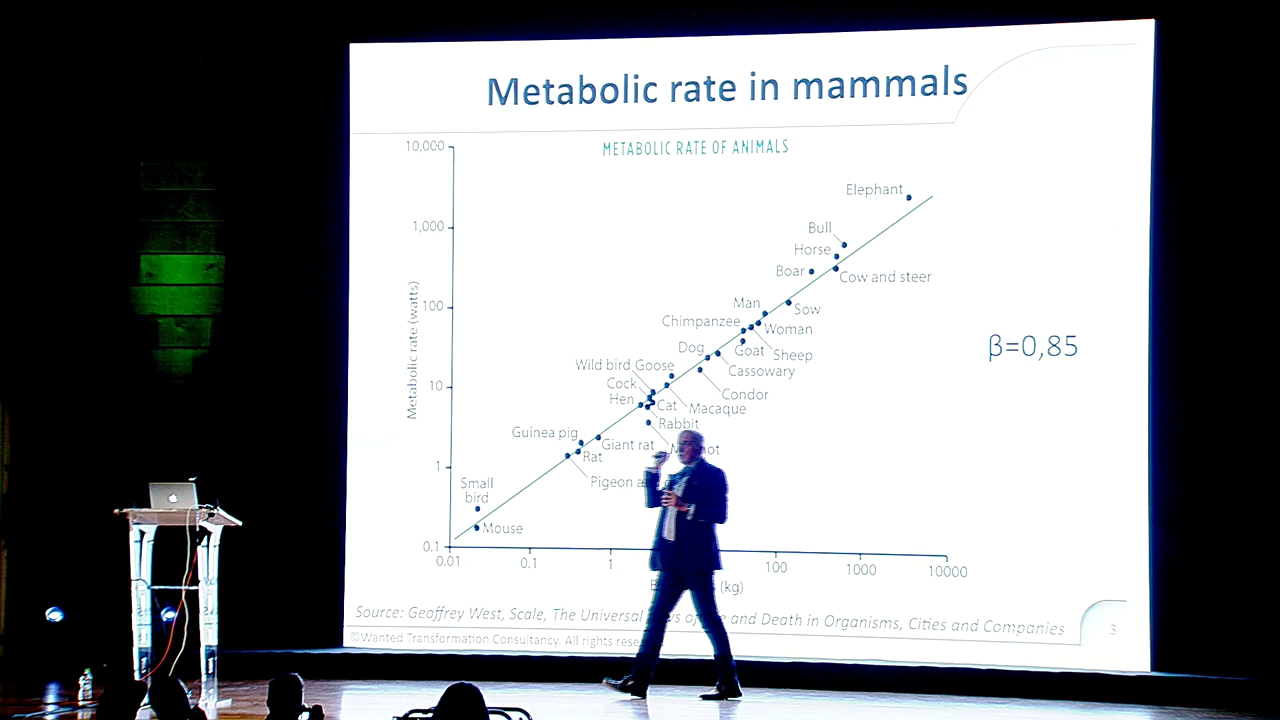 Metabolic rate in mammals
METABOLIC RATE OF ANIMALS
Metabolic rate (watts)
10,000
1,000
100
10
1
0.1
Elephant
Bull
Horse
Boar
Cow and steer
Man
Sow
Chimpanzee
Woman
Dog
Goat
Sheep
Wild bird
Goose
Cassowary
Cock
Condor
Hen
Cat
Macaque
Rabbit
Guinea pig
Giant rat
Rat
Pigeon
Small
bird
Mouse
β=0,85
0.01
0.1
1
100
1000
10000
(kg)
Source: Geoffrey West, Scale, The Universal and Death in Organisms, Cities and Companies
©Wanted Transformation Consultancy. All rights
3